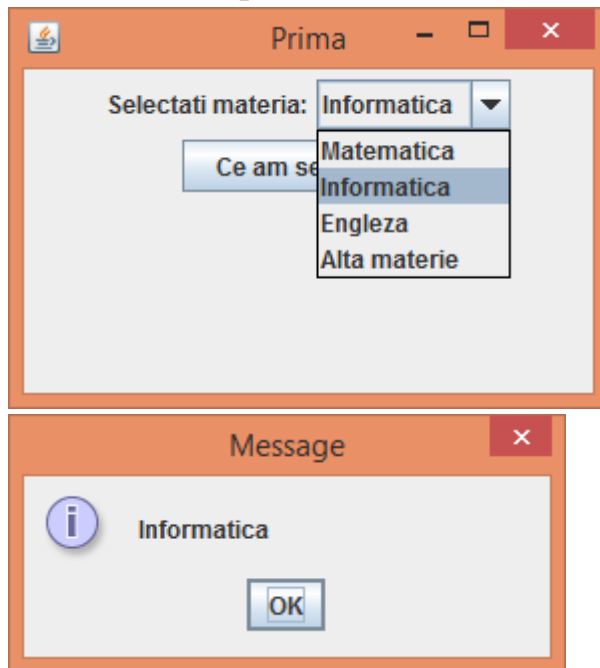 Prima
Selectati materia: Informatica
Ce am se
Matematica
Informatica
Engleza
Alta materie
Message
Informatica
OK